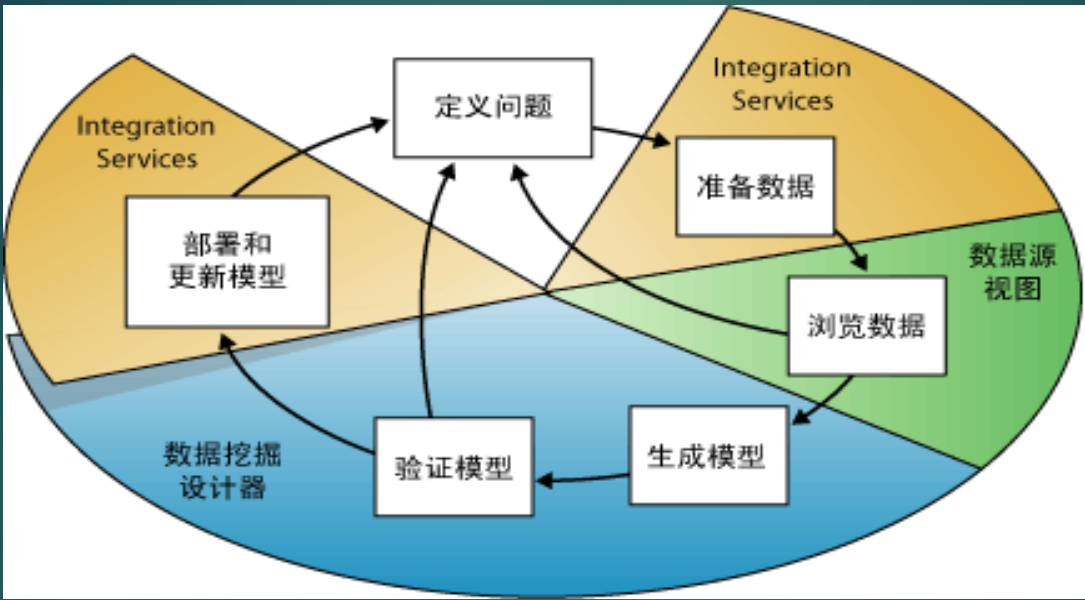 定义问题
Integration
Services
准备数据
数据源
视图
浏览数据
生成模型
验证模型
数据挖掘
设计器
Integration
Services
部署和
更新模型